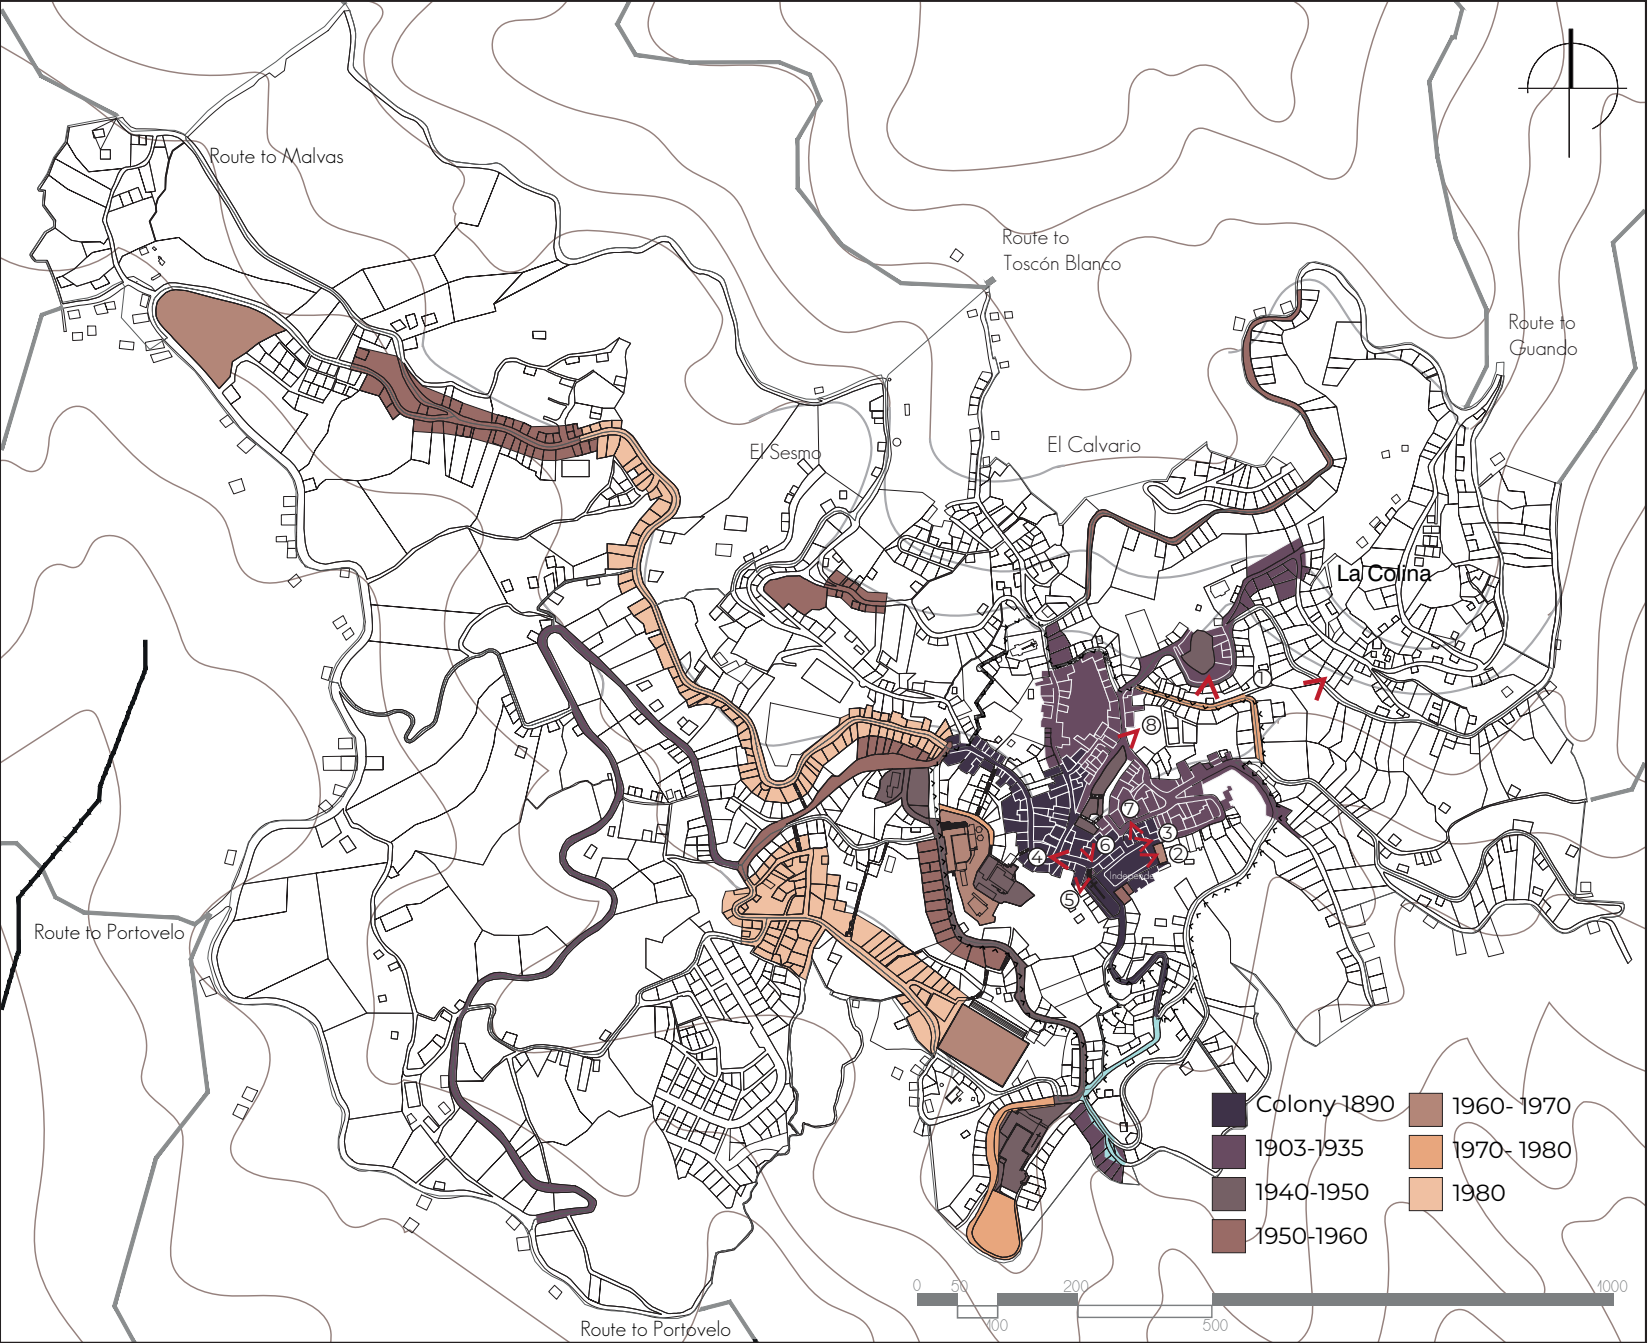 Route to Malvas
Route to
Toscón Blanco
Route to
Guando
El Sesmo
El Calvario
La Colina
1
8
7
3
6
2
4
5
Route to Portovelo
Colony 1890
1903-1935
1940-1950
1950-1960
1960- 1970
1970- 1980
1980
0 50 200 1000
100 500
Route to Portovelo